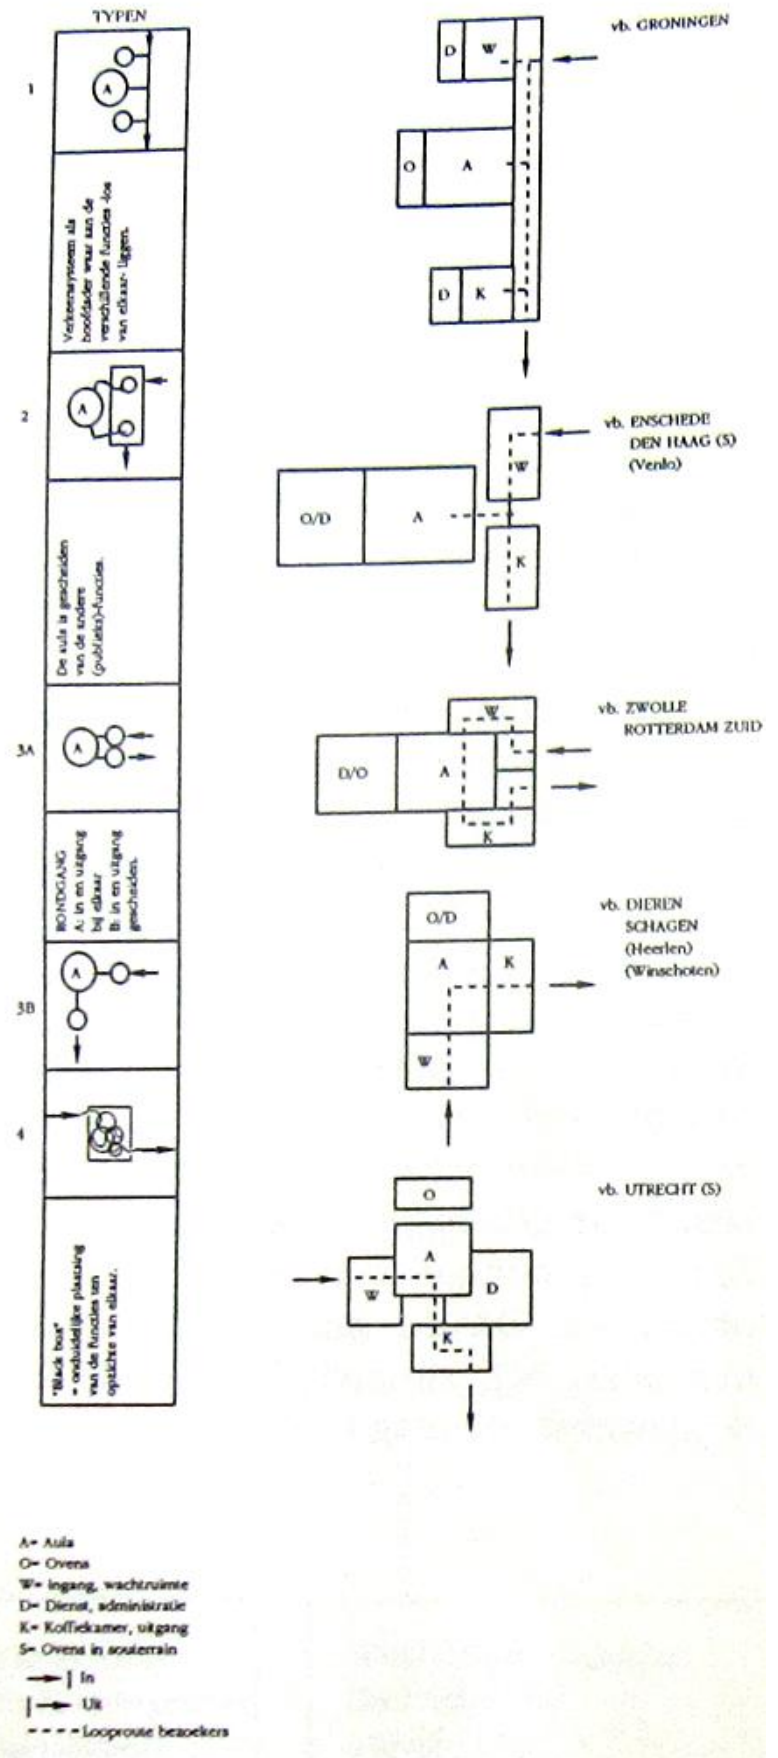 TYPEN
1
A
Verkeerssysteem als
hoofdader waar aan de
verschillende functies -los
van elkaar- liggen.
2
A
De aula is gescheiden
van de andere
(publieks)-functies.
3A
A
RONDGANG
A: in en uitgang
bij elkaar
B: in en uitgang
gescheiden.
3B
A
4
"Black box"
= onduidelijke plaatsing
van de functies ten
opzichte van elkaar.
vb. GRONINGEN
D W
O A
D K
vb. ENSCHEDE
DEN HAAG (S)
(Venlo)
W
O/D A
K
vb. ZWOLLE
ROTTERDAM ZUID
W
D/O A
K
vb. DIEREN
SCHAGEN
(Heerlen)
(Winschoten)
O/D
A K
W
vb. UTRECHT (S)
O
A
W D
K
A= Aula
O= Ovens
W= Ingang, wachtruimte
D= Dienst, administratie
K= Koffiekamer, uitgang
S= Ovens in souterrain
In
Uit
Looproute bezoekers